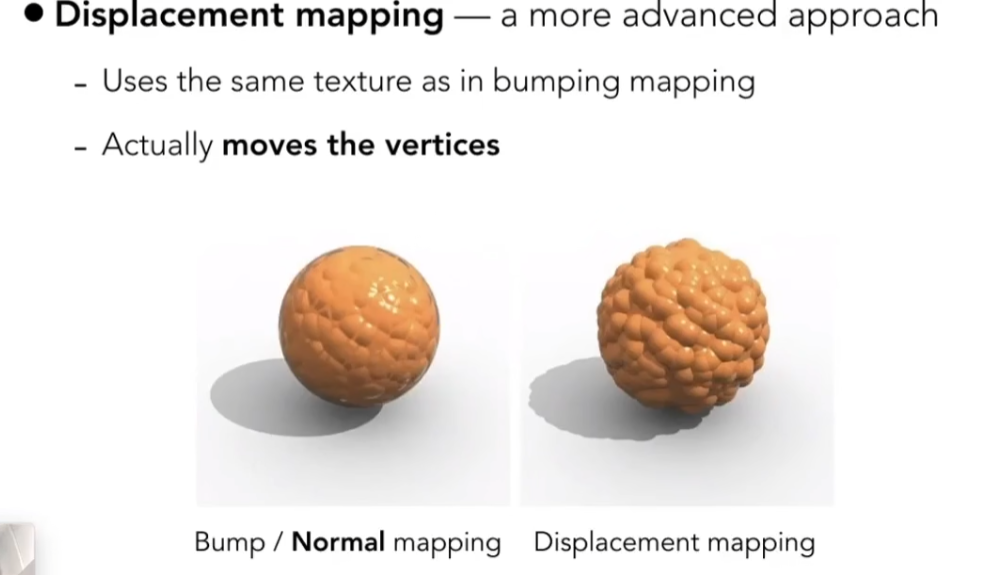 ● Displacement mapping — a more advanced approach
- Uses the same texture as in bumping mapping
- Actually moves the vertices
Bump / Normal mapping
Displacement mapping